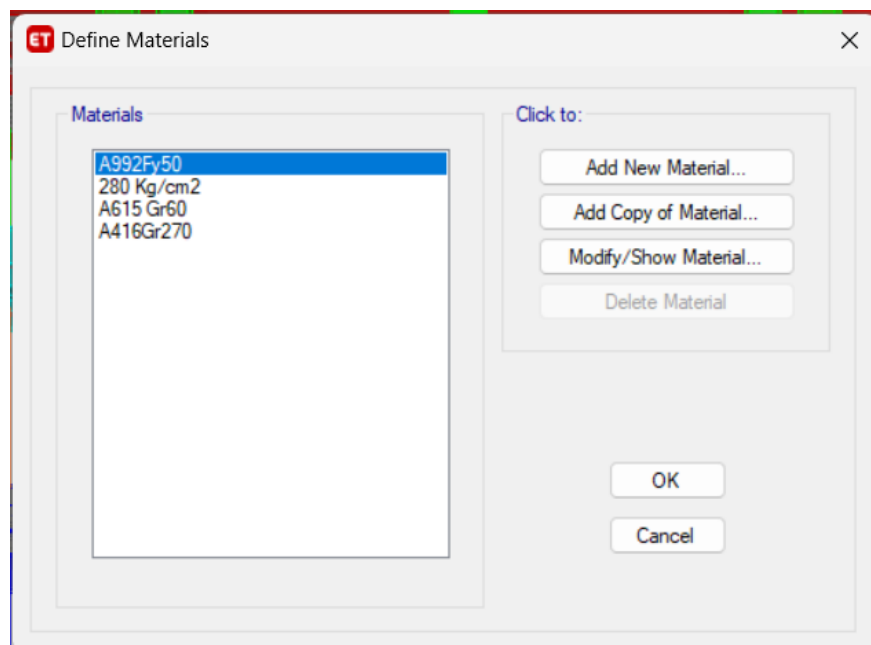 ET Define Materials
Materials
A992Fy50
280 Kg/cm2
A615 Gr60
A416Gr270
Click to:
Add New Material...
Add Copy of Material...
Modify/Show Material...
Delete Material
OK
Cancel